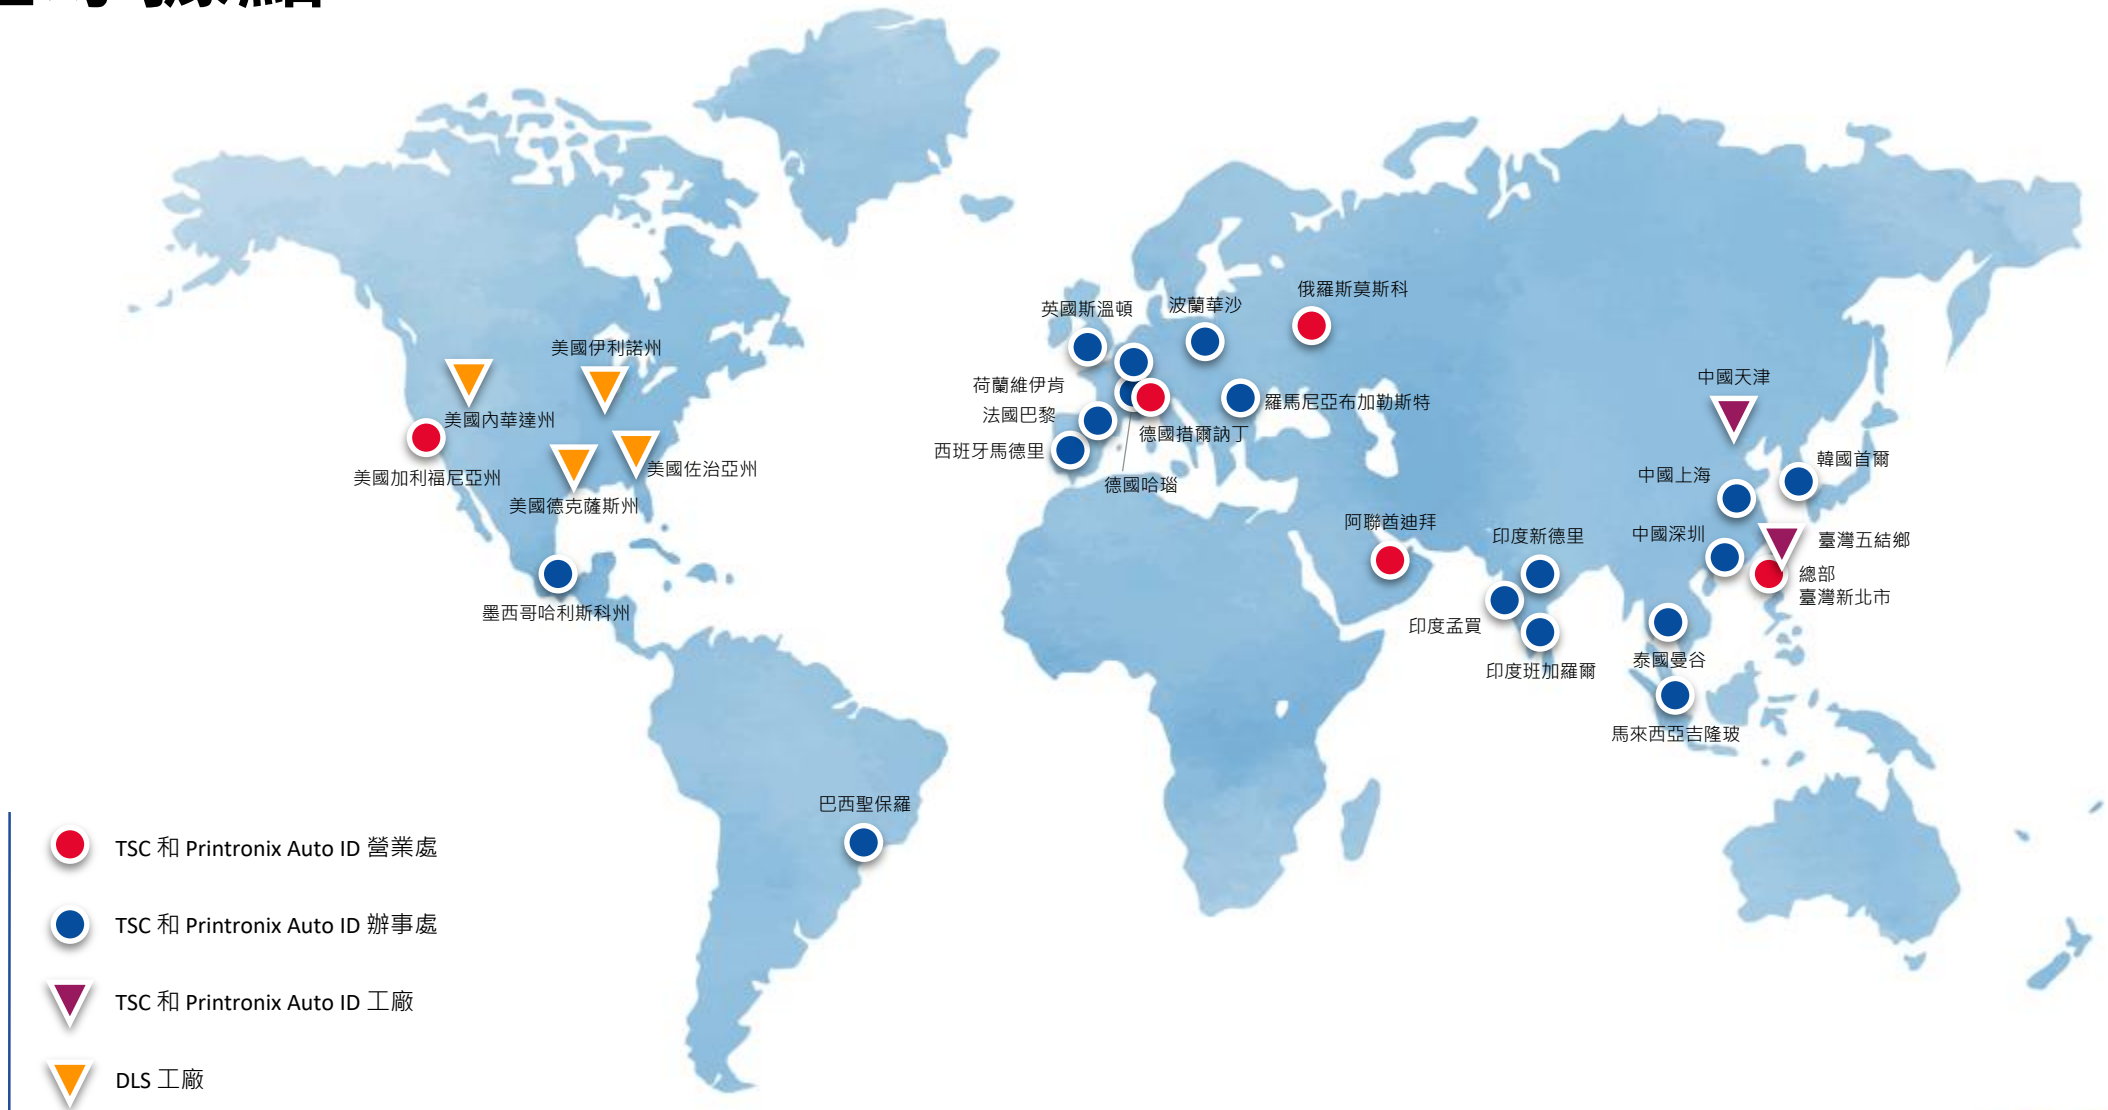 俄羅斯莫斯科
波蘭華沙
英國斯溫頓
美國伊利諾州
中國天津
荷蘭維伊肯
羅馬尼亞布加勒斯特
法國巴黎
美國內華達州
德國措爾訥丁
西班牙馬德里
韓國首爾
美國佐治亞州
中國上海
美國加利福尼亞州
德國哈瑙
美國德克薩斯州
阿聯酋迪拜
中國深圳
印度新德里
臺灣五結鄉
總部
臺灣新北市
墨西哥哈利斯科州
印度孟買
泰國曼谷
印度班加羅爾
馬來西亞吉隆玻
巴西聖保羅
TSC 和 Printronix Auto ID 營業處
TSC 和 Printronix Auto ID 辦事處
TSC 和 Printronix Auto ID 工廠
DLS 工廠